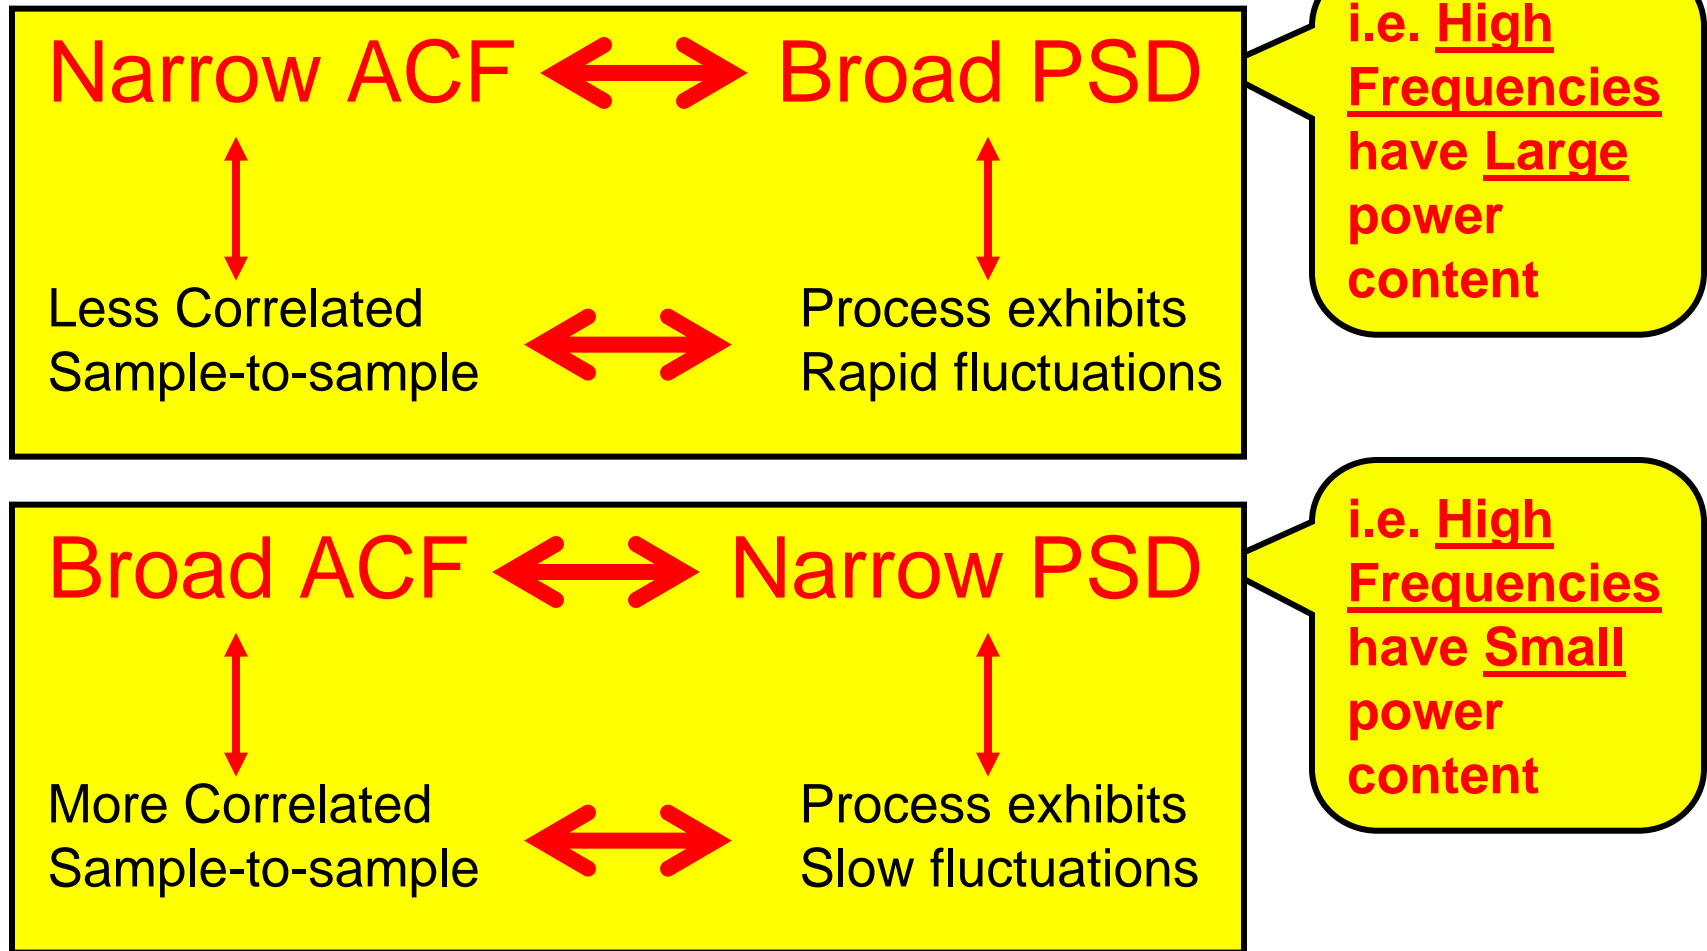 Narrow ACF Broad PSD
Less Correlated
Sample-to-sample
Process exhibits
Rapid fluctuations
i.e. High
Frequencies
have Large
power
content
Broad ACF Narrow PSD
More Correlated
Sample-to-sample
Process exhibits
Slow fluctuations
i.e. High
Frequencies
have Small
power
content